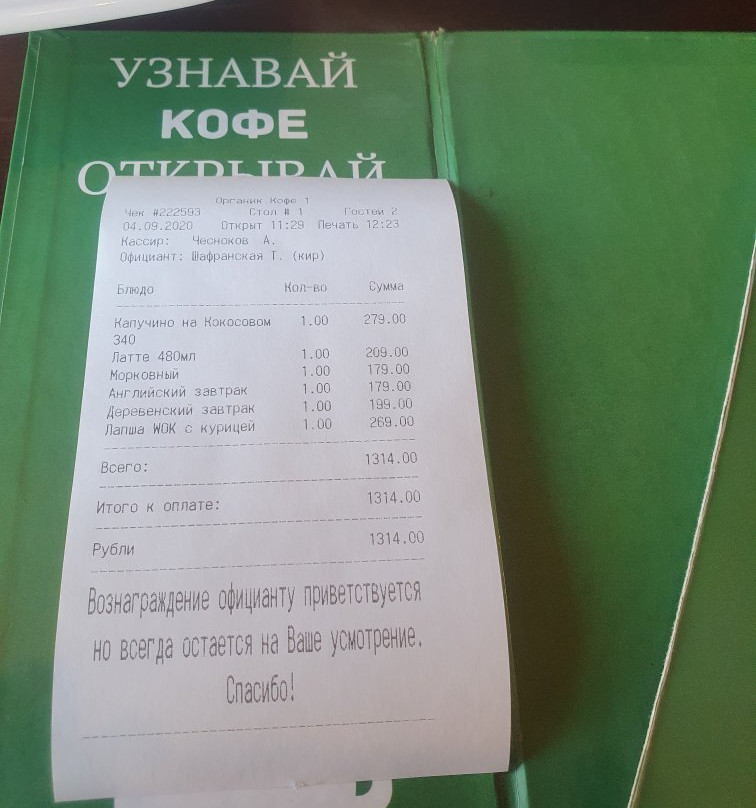 УЗНАВАЙ
КОФЕ
ОТКРЫВАЙ
Органик Кофе 1
Чек #222593 Стол # 1 Гостей 2
04.09.2020 Открыт 11:29 Печать 12:23
Кассир: Чесноков А.
Официант: Шафранская Т. (кир)
Блюдо Кол-во Сумма
Капучино на Кокосовом 1.00 279.00
340
Латте 480мл 1.00 209.00
Морковный 1.00 179.00
Английский завтрак 1.00 179.00
Деревенский завтрак 1.00 199.00
Лапша WOK с курицей 1.00 269.00
Всего: 1314.00
Итого к оплате: 1314.00
Рубли 1314.00
Вознаграждение официанту приветствуется
но всегда остается на Ваше усмотрение.
Спасибо!